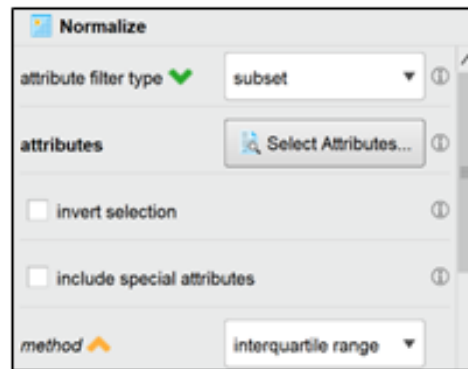 Normalize
attribute filter type subset
attributes Select Attributes...
invert selection
include special attributes
method interquartile range